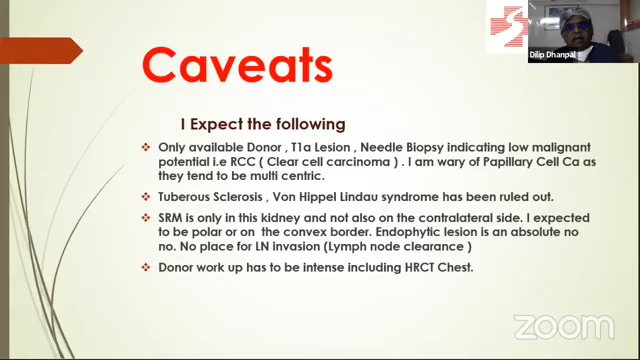 Caveats
I Expect the following
Only available Donor , T1a Lesion , Needle Biopsy indicating low malignant
potential i.e RCC ( Clear cell carcinoma ) . I am wary of Papillary Cell Ca as
they tend to be multi centric.
Tuberous Sclerosis , Von Hippel Lindau syndrome has been ruled out.
SRM is only in this kidney and not also on the contralateral side. I expected
to be polar or on the convex border. Endophytic lesion is an absolute no
no. No place for LN invasion (Lymph node clearance )
Donor work up has to be intense including HRCT Chest.
Dilip Dhanpal
zoom